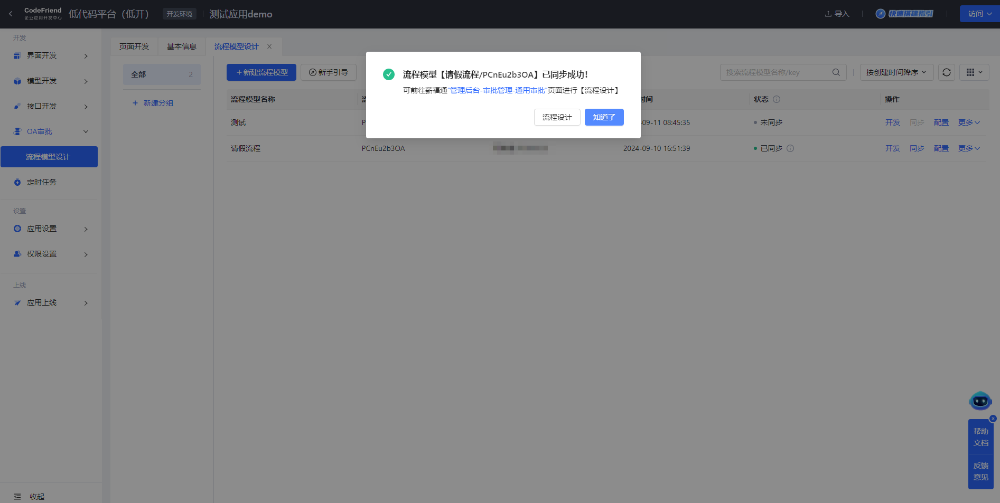 CodeFriend
企业应用开发中心
低代码平台（低开）
开发环境
测试应用demo
导入
快速搭建指引
访问
开发
界面开发
模型开发
接口开发
OA审批
流程模型设计
定时任务
设置
应用设置
权限设置
上线
应用上线
收起
页面开发
基本信息
流程模型设计
全部 2
+ 新建分组
+新建流程模型
新手引导
搜索流程模型名称/key
按创建时间降序
流程模型【请假流程/PCnEu2b3OA】已同步成功!
可前往薪福通“管理后台-审批管理-通用审批”页面进行【流程设计】
流程设计
知道了
流程模型名称 时间 状态 操作
测试 P -09-11 08:45:35 未同步 开发 同步 配置 更多
请假流程 PCnEu2b3OA 2024-09-10 16:51:39 已同步 开发 同步 配置 更多
帮助
文档
反馈
意见